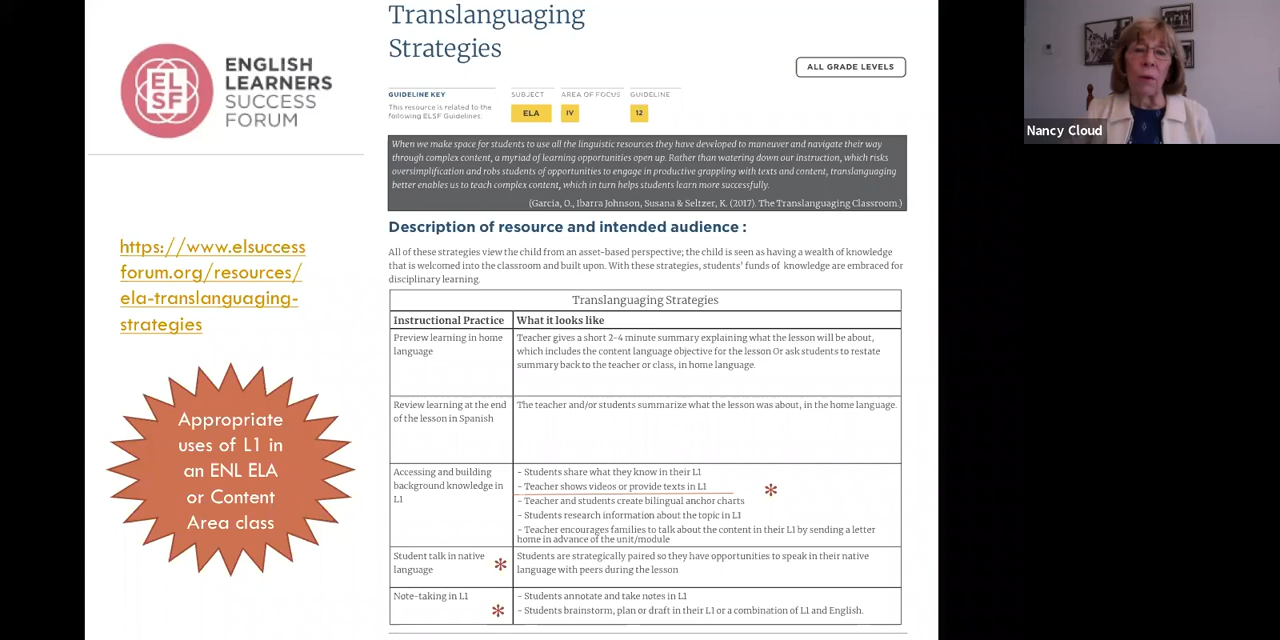 EL
SF
ENGLISH
LEARNERS
SUCCESS
FORUM
https://www.elsuccess
forum.org/resources/
ela-translanguaging-
strategies
Appropriate
uses of L1 in
an ENL ELA
or Content
Area class
Translanguaging
Strategies
ALL GRADE LEVELS
GUIDELINE KEY
This resource is related to the
following ELSF Guidelines.
SUBJECT
ELA
AREA OF FOCUS
IV
GUIDELINE
12
When we make space for students to use all the linguistic resources they have developed to maneuver and navigate their way
through complex content, a myriad of learning opportunities open up. Rather than watering down our instruction, which risks
oversimplification and robs students of opportunities to engage in productive grappling with texts and content, translanguaging
better enables us to teach complex content, which in turn helps students learn more successfully.
(Garcia, O., Ibarra Johnson, Susana & Seltzer, K. (2017). The Translanguaging Classroom.)
Description of resource and intended audience :
All of these strategies view the child from an asset-based perspective; the child is seen as having a wealth of knowledge
that is welcomed into the classroom and built upon. With these strategies, students' funds of knowledge are embraced for
disciplinary learning.
Translanguaging Strategies
Instructional Practice
What it looks like
Preview learning in home
language
Teacher gives a short 2-4 minute summary explaining what the lesson will be about,
which includes the content language objective for the lesson Or ask students to restate
summary back to the teacher or class, in home language.
Review learning at the end
of the lesson in Spanish
The teacher and/or students summarize what the lesson was about, in the home language.
Accessing and building
background knowledge in
L1
- Students share what they know in their L1
- Teacher shows videos or provide texts in L1
*
- Teacher and students create bilingual anchor charts
- Students research information about the topic in L1
- Teacher encourages families to talk about the content in their L1 by sending a letter
home in advance of the unit/module
Student talk in native
language
*
Students are strategically paired so they have opportunities to speak in their native
language with peers during the lesson
Note-taking in L1
*
- Students annotate and take notes in L1
- Students brainstorm, plan or draft in their L1 or a combination of L1 and English.
Nancy Cloud